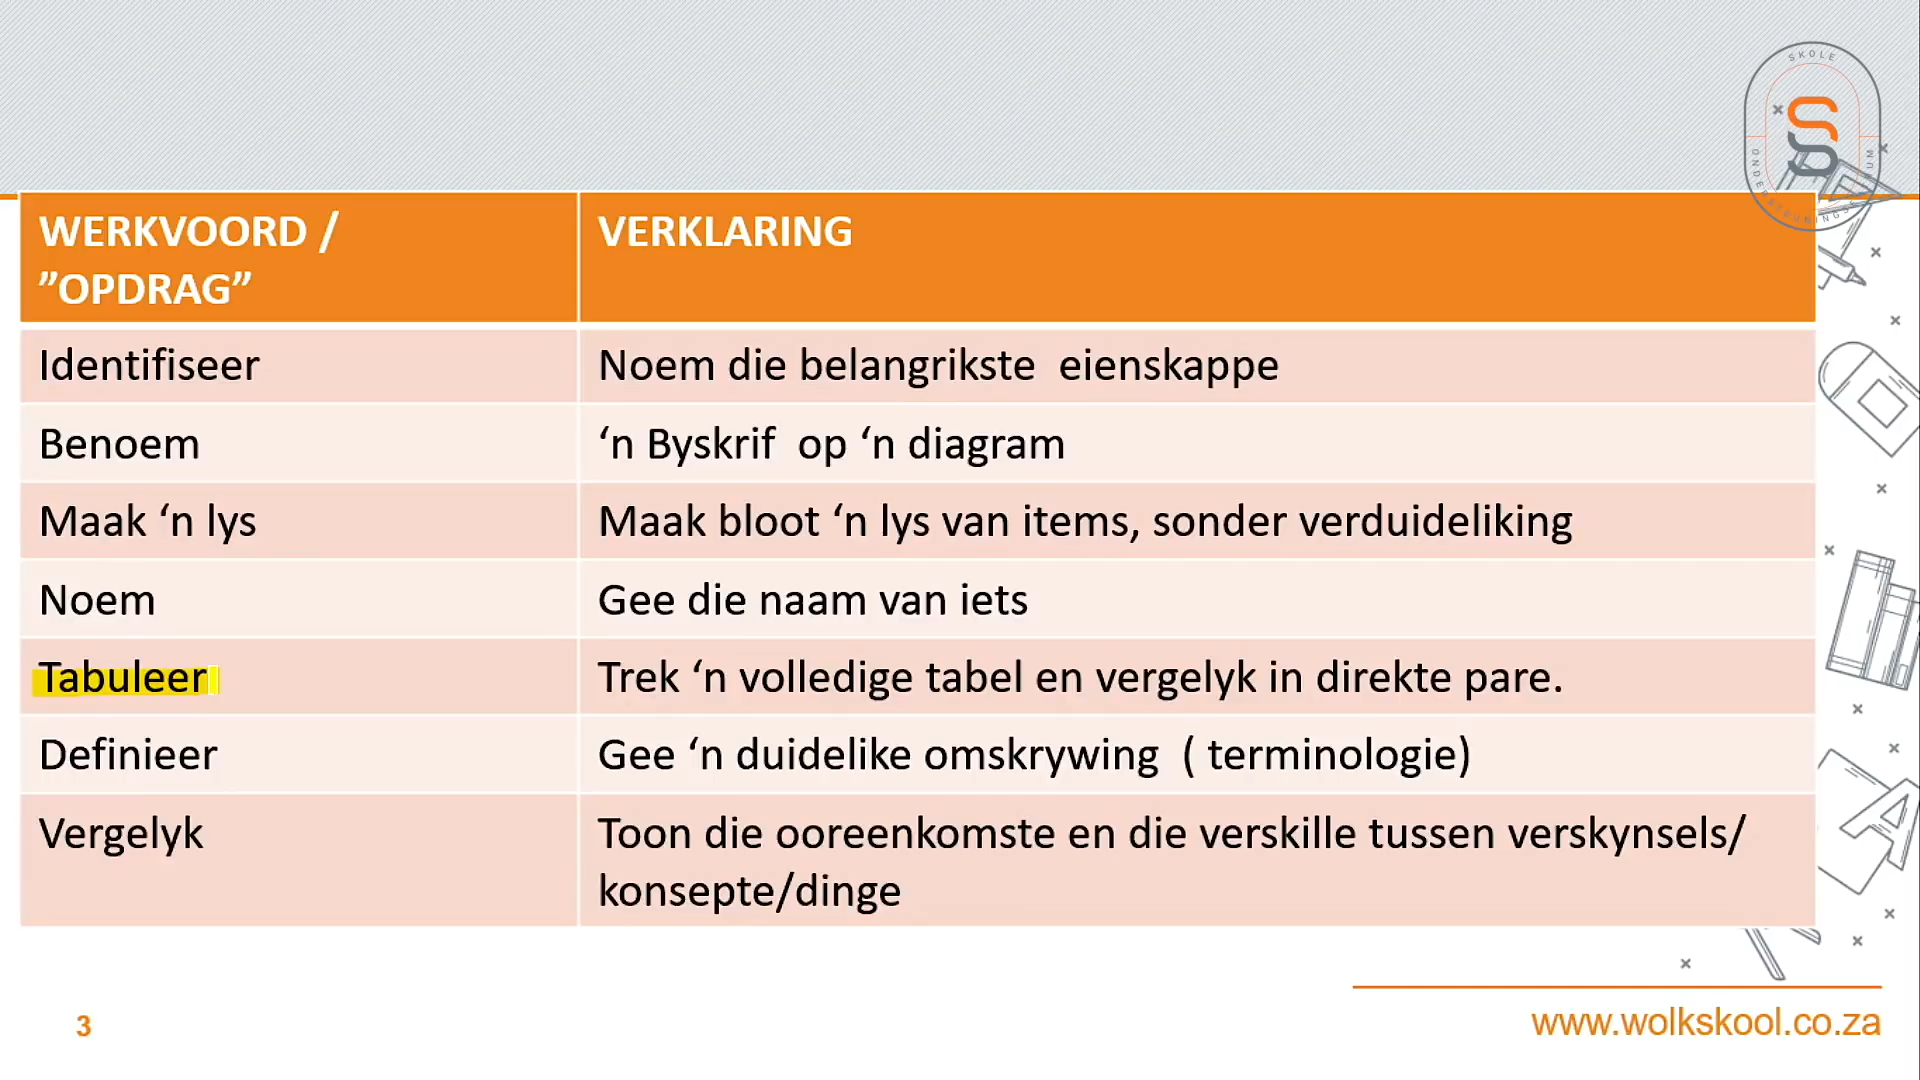 SKOLE
ONDERSTEUNINGSENTRUM
WERKVOORD /
”OPDRAG”
VERKLARING
Identifiseer
Noem die belangrikste  eienskappe
Benoem
‘n Byskrif  op ‘n diagram
Maak ‘n lys
Maak bloot ‘n lys van items, sonder verduideliking
Noem
Gee die naam van iets
Tabuleer
Trek ‘n volledige tabel en vergelyk in direkte pare.
Definieer
Gee ‘n duidelike omskrywing  ( terminologie)
Vergelyk
Toon die ooreenkomste en die verskille tussen verskynsels/
konsepte/dinge
3
www.wolkskool.co.za